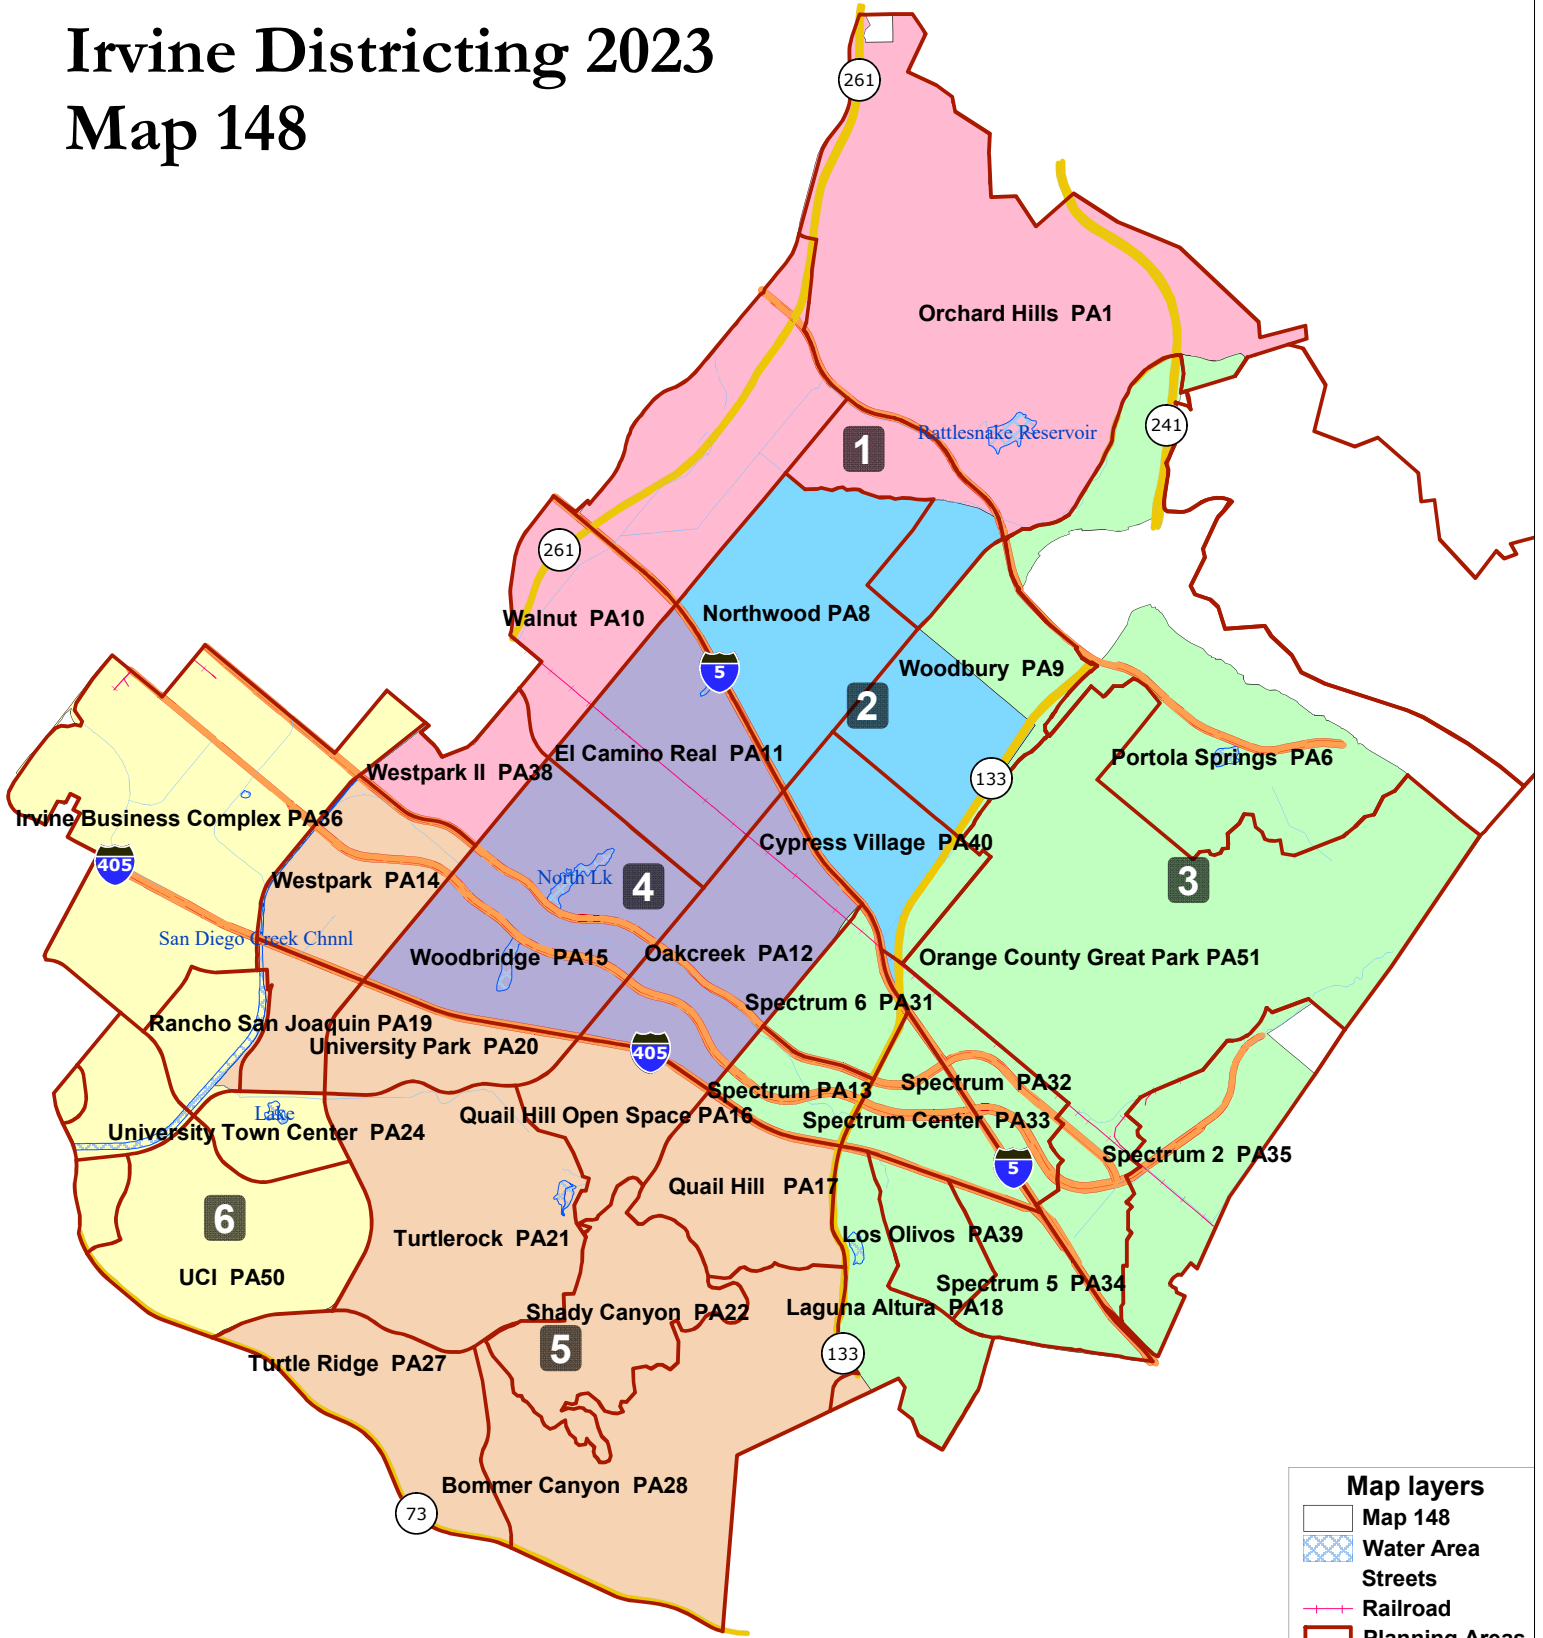 Irvine Districting 2023
Map 148
261
Orchard Hills PA1
241
Rattlesnake Reservoir
1
261
Walnut PA10
Northwood PA8
5
Woodbury PA9
2
El Camino Real PA11
Westpark II PA38
Portola Springs PA6
133
Irvine Business Complex PA36
Cypress Village PA40
405
Westpark PA14
North Lk
4
3
San Diego Creek Chnnl
Woodbridge PA15
Oakcreek PA12
Orange County Great Park PA51
Spectrum 6 PA31
Rancho San Joaquin PA19
University Park PA20
405
Spectrum PA13
Spectrum PA32
Lake
Quail Hill Open Space PA16
Spectrum Center PA33
University Town Center PA24
Spectrum 2 PA35
5
Quail Hill PA17
6
Turtlerock PA21
Los Olivos PA39
UCI PA50
Spectrum 5 PA34
Shady Canyon PA22
Laguna Altura PA18
5
133
Turtle Ridge PA27
Bommer Canyon PA28
73
Map layers
Map 148
Water Area
Streets
Railroad
Planning Areas